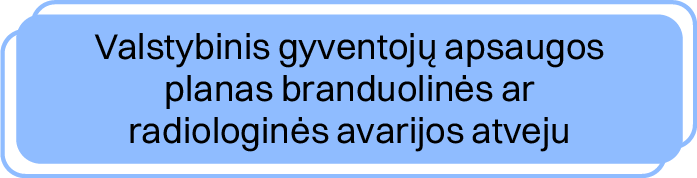 Valstybinis gyventojų apsaugos
planas branduolinės ar
radiologinės avarijos atveju